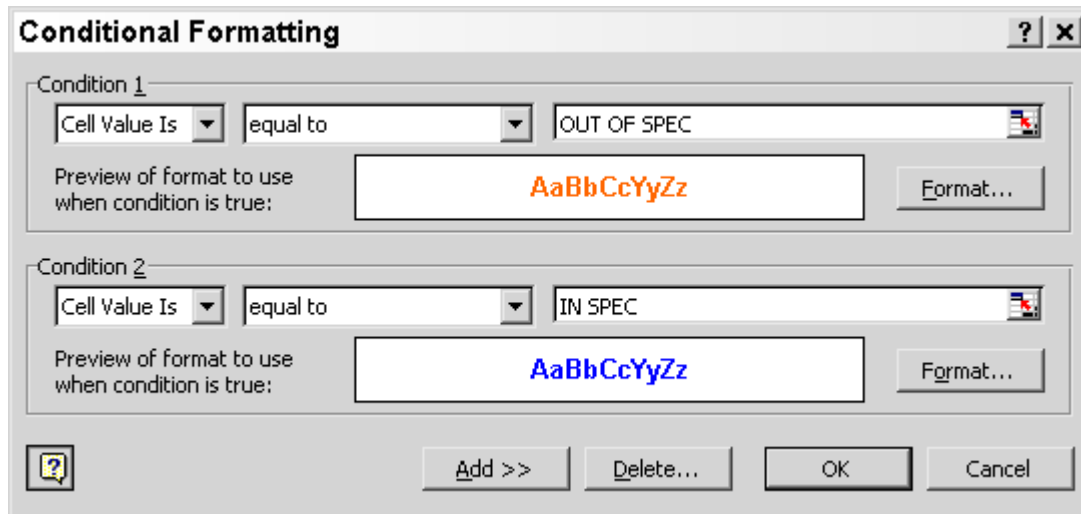 Conditional Formatting
Condition 1
Cell Value Is equal to OUT OF SPEC
Preview of format to use
when condition is true:
AaBbCcYyZz
Format...
Condition 2
Cell Value Is equal to IN SPEC
Preview of format to use
when condition is true:
AaBbCcYyZz
Format...
Add >> Delete... OK Cancel